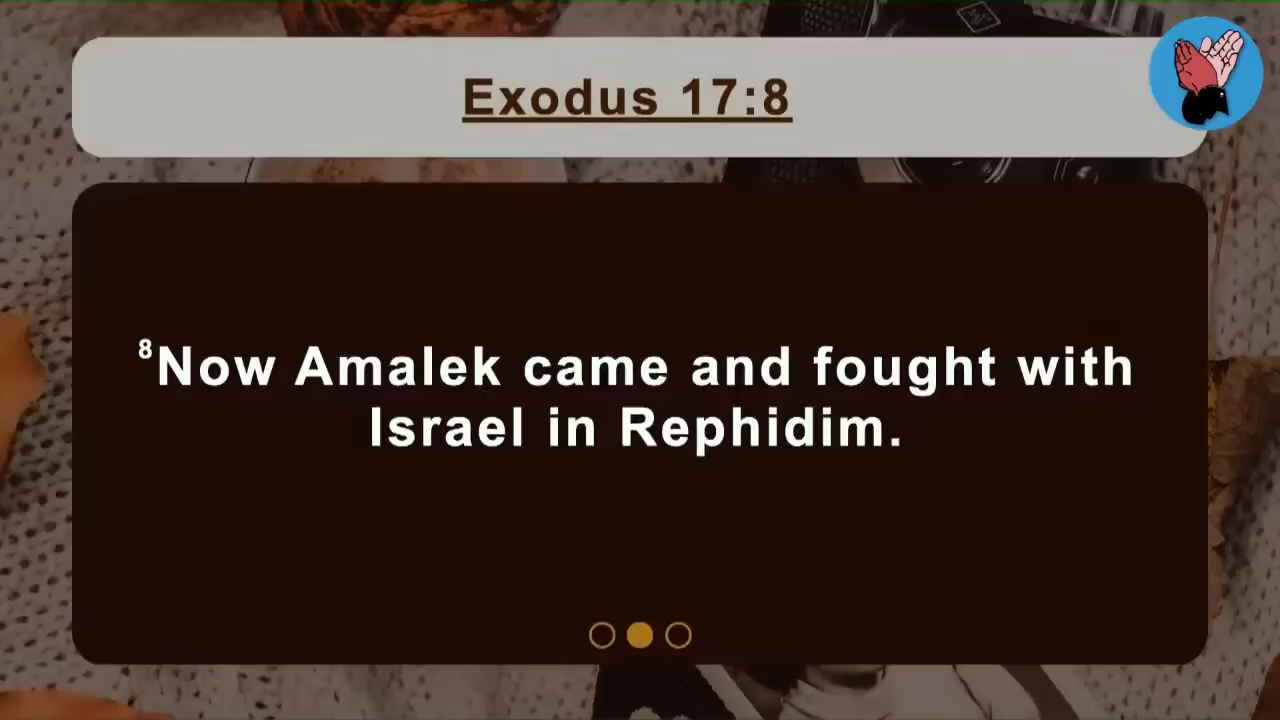 Exodus 17:8
⁸Now Amalek came and fought with
Israel in Rephidim.